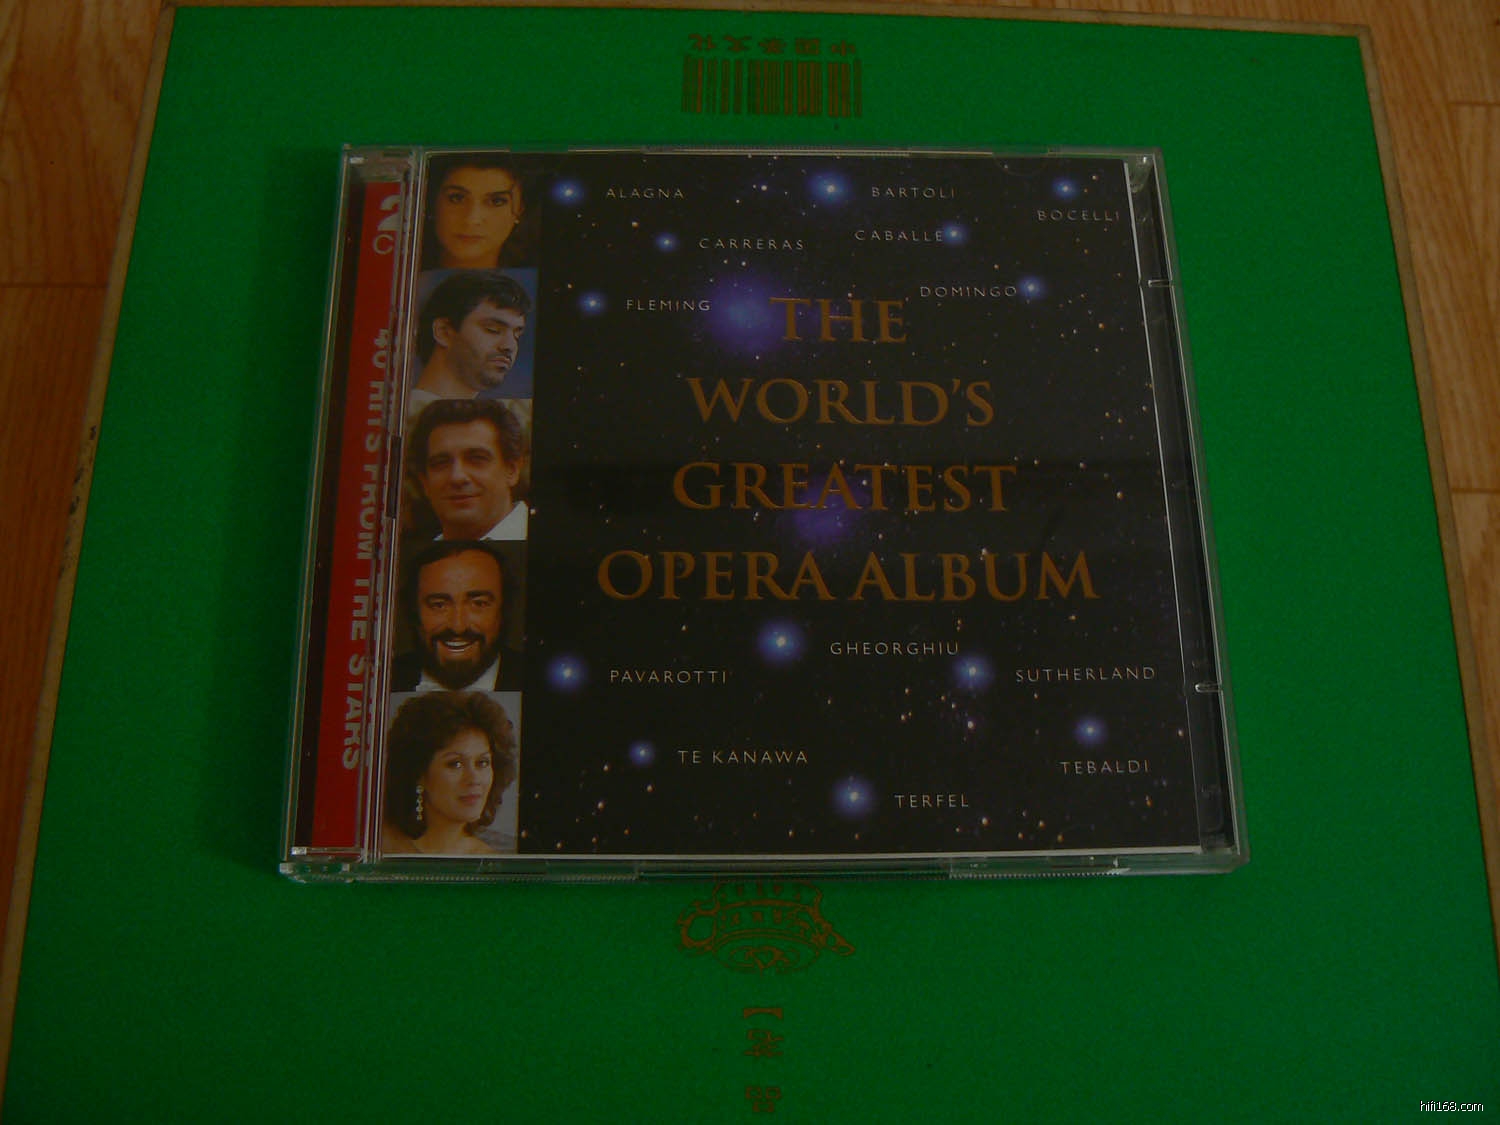 ALAGNA
BARTOLI
BOCELLI
CARRERAS
CABALLE
FLEMING
DOMINGO
THE
WORLD'S
GREATEST
OPERA ALBUM
GHEORGHIU
PAVAROTTI
SUTHERLAND
TE KANAWA
TEBALDI
TERFEL
2
C
40 HITS FROM THE STARS
hifi168.com